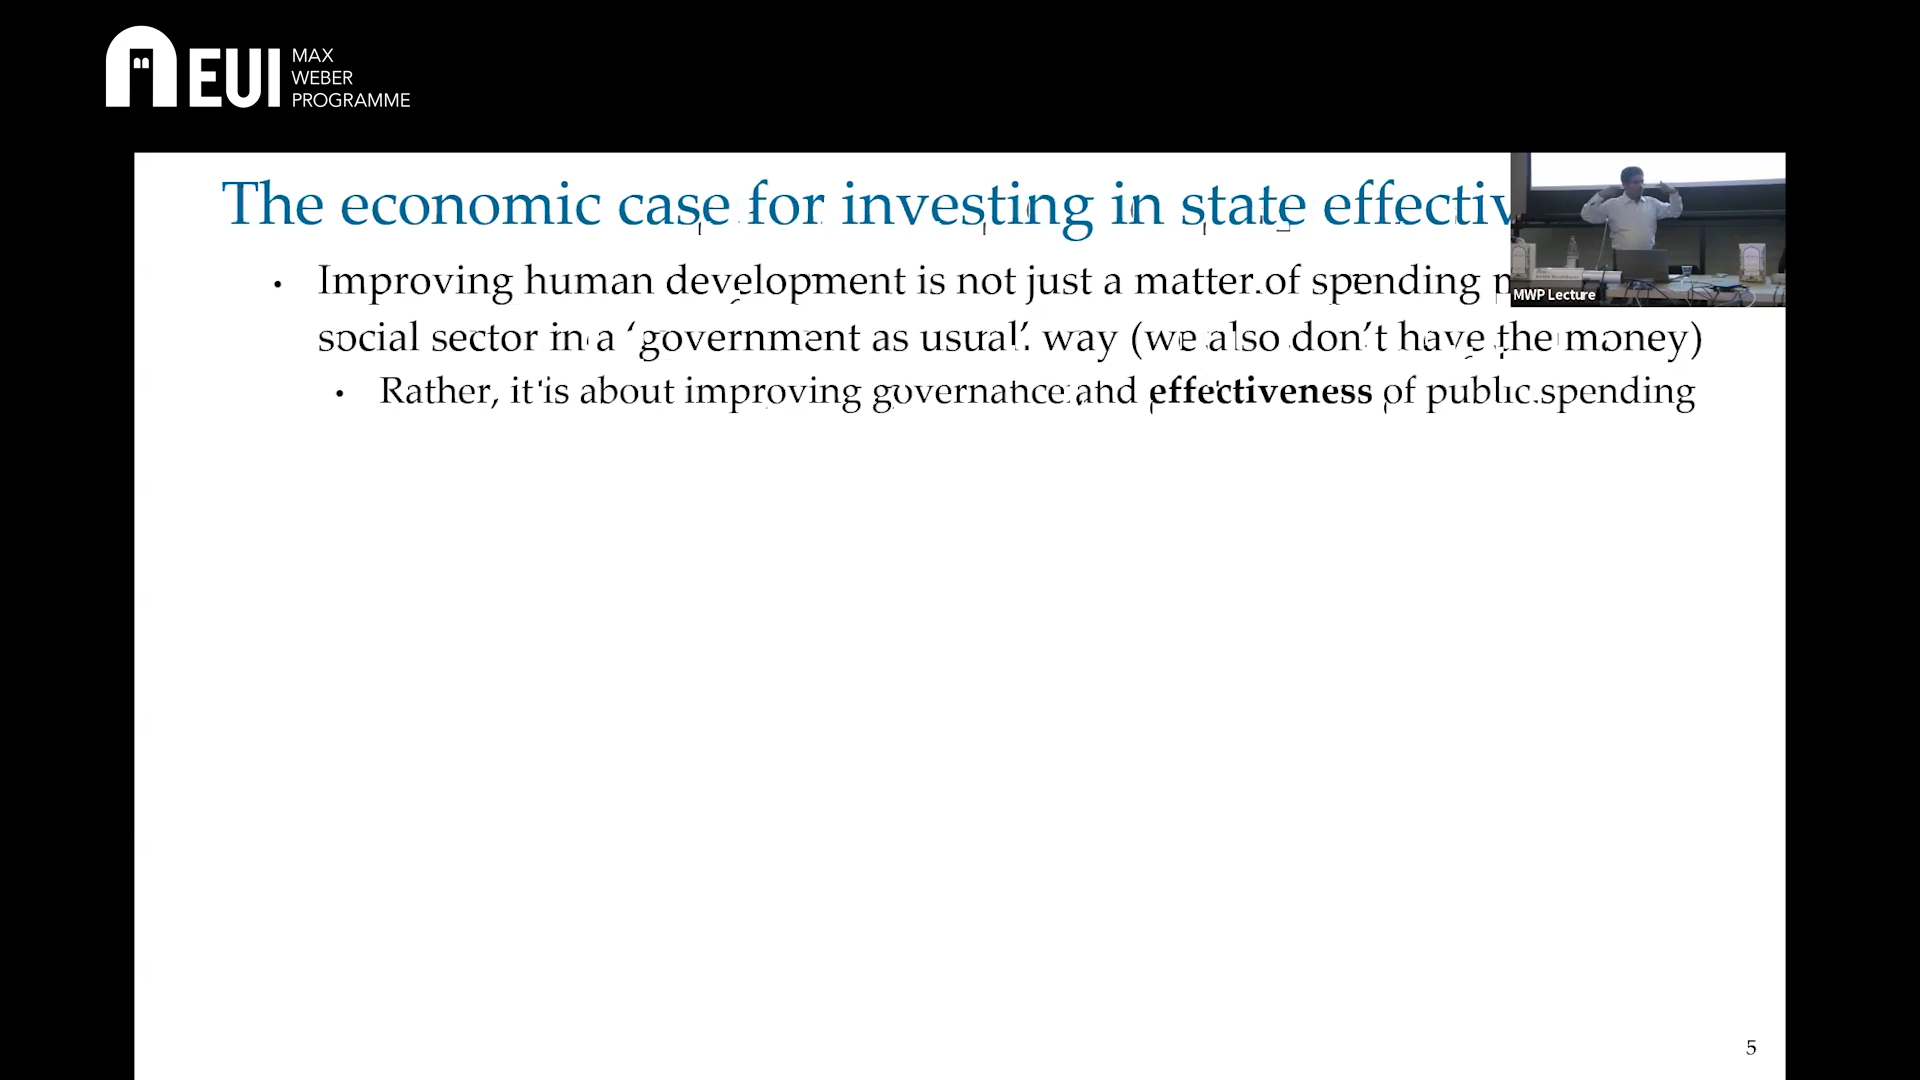 EUI
MAX
WEBER
PROGRAMME
The economic case for investing in state effectiv
Improving human development is not just a matter of spending
social sector in a ‘government as usual’ way (we also don’t have the money)
Rather, it is about improving governance and effectiveness of public spending
MWP Lecture
5